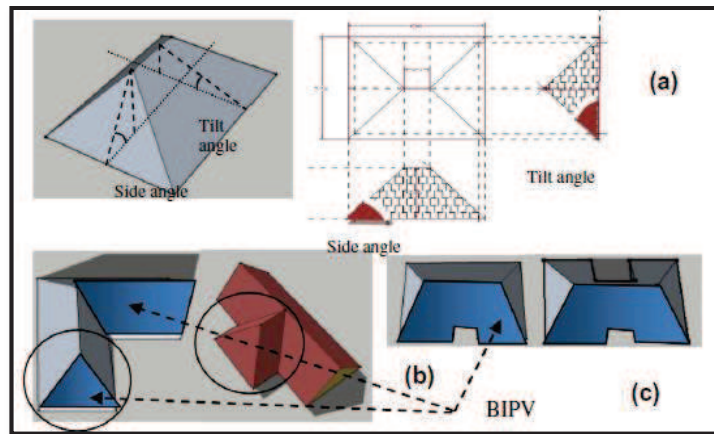 (a)
Tilt
angle
Side angle
Tilt angle
Side angle
(b)
BIPV
(c)